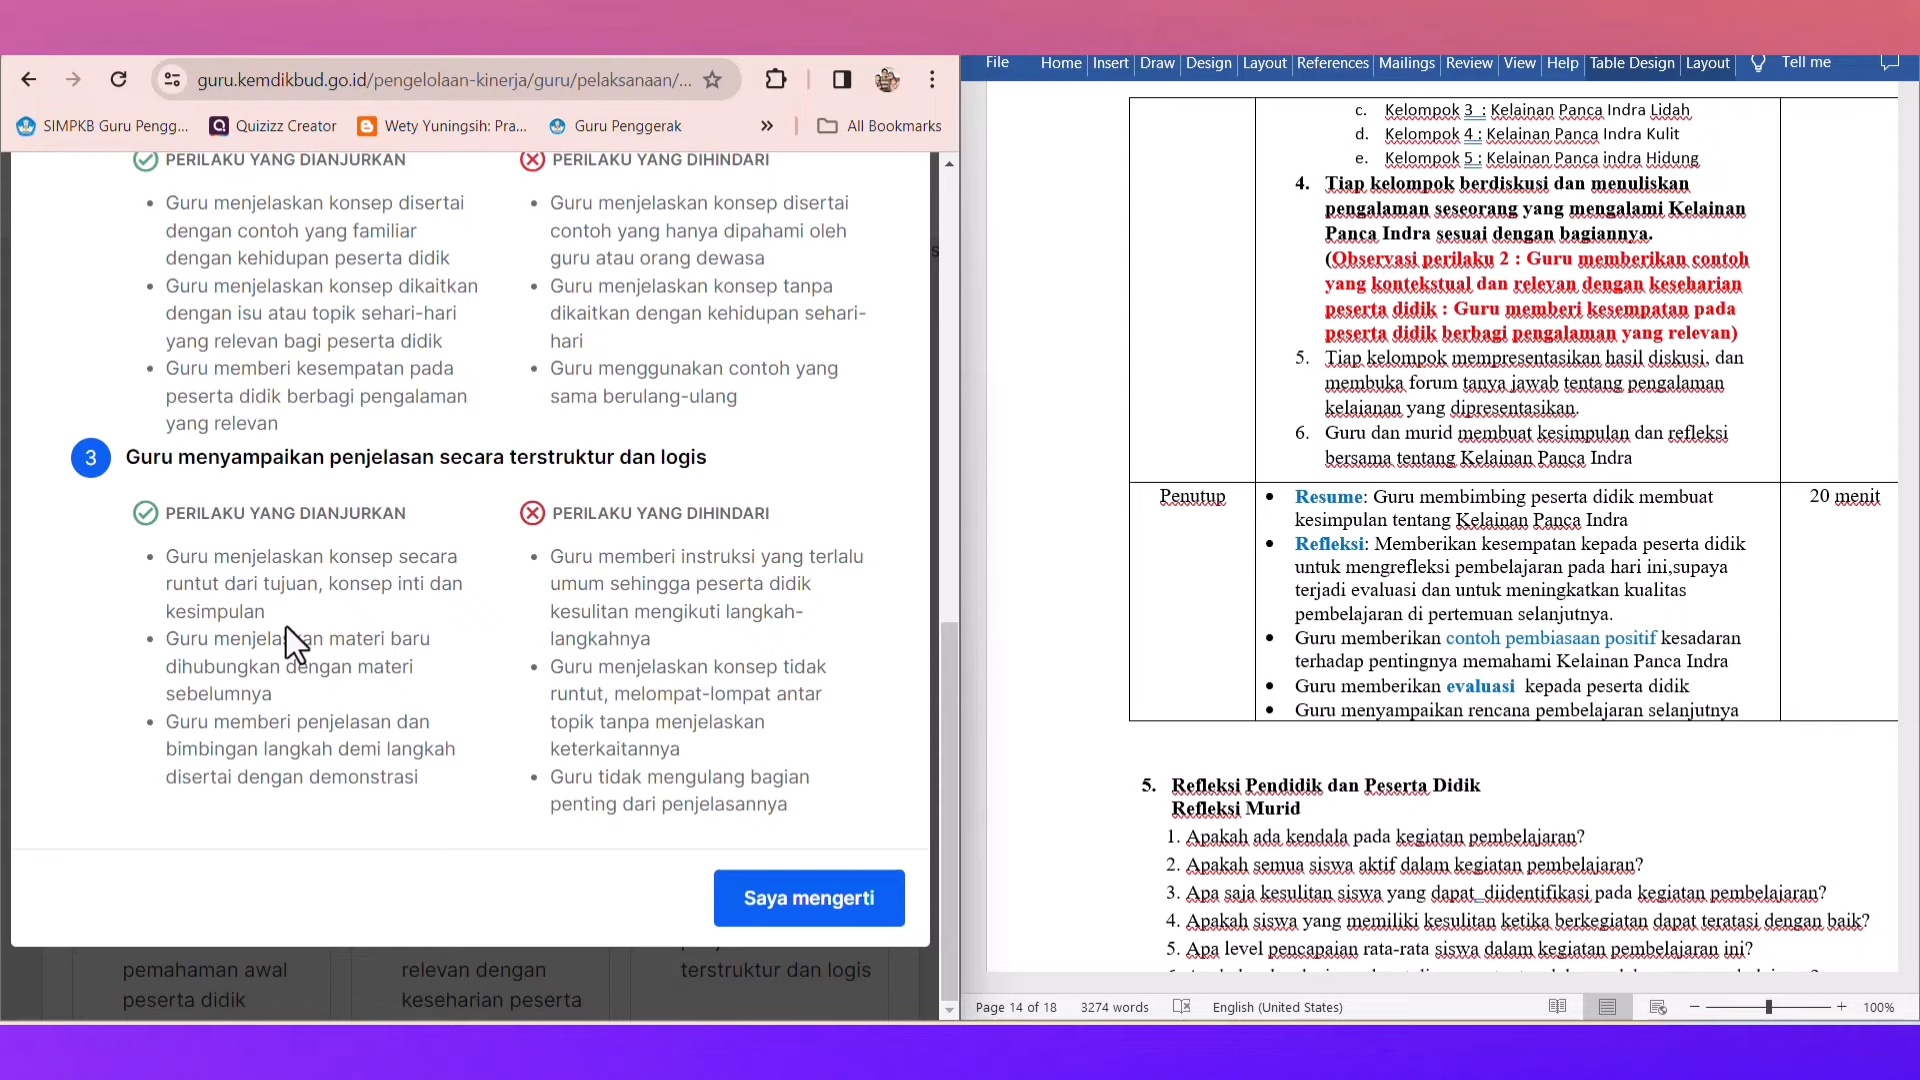 guru.kemdikbud.go.id/pengelolaan-kinerja/guru/pelaksanaan/...
SIMPKB Guru Pengg...
Quizizz Creator
Wety Yuningsih: Pra...
Guru Penggerak
»
All Bookmarks
PERILAKU YANG DIANJURKAN
• Guru menjelaskan konsep disertai
dengan contoh yang familiar
dengan kehidupan peserta didik
• Guru menjelaskan konsep dikaitkan
dengan isu atau topik sehari-hari
yang relevan bagi peserta didik
• Guru memberi kesempatan pada
peserta didik berbagi pengalaman
yang relevan
PERILAKU YANG DIHINDARI
• Guru menjelaskan konsep disertai
contoh yang hanya dipahami oleh
guru atau orang dewasa
• Guru menjelaskan konsep tanpa
dikaitkan dengan kehidupan sehari-
hari
• Guru menggunakan contoh yang
sama berulang-ulang
3 Guru menyampaikan penjelasan secara terstruktur dan logis
PERILAKU YANG DIANJURKAN
• Guru menjelaskan konsep secara
runtut dari tujuan, konsep inti dan
kesimpulan
• Guru menjelaskan materi baru
dihubungkan dengan materi
sebelumnya
• Guru memberi penjelasan dan
bimbingan langkah demi langkah
disertai dengan demonstrasi
PERILAKU YANG DIHINDARI
• Guru memberi instruksi yang terlalu
umum sehingga peserta didik
kesulitan mengikuti langkah-
langkahnya
• Guru menjelaskan konsep tidak
runtut, melompat-lompat antar
topik tanpa menjelaskan
keterkaitannya
• Guru tidak mengulang bagian
penting dari penjelasannya
Saya mengerti
pemahaman awal
peserta didik
relevan dengan
keseharian peserta
terstruktur dan logis
File Home Insert Draw Design Layout References Mailings Review View Help Table Design Layout Tell me
c. Kelompok 3 : Kelainan Panca Indra Lidah
d. Kelompok 4 : Kelainan Panca Indra Kulit
e. Kelompok 5 : Kelainan Panca indra Hidung
4. Tiap kelompok berdiskusi dan menuliskan
pengalaman seseorang yang mengalami Kelainan
Panca Indra sesuai dengan bagiannya.
(Observasi perilaku 2 : Guru memberikan contoh
yang kontekstual dan relevan dengan keseharian
peserta didik : Guru memberi kesempatan pada
peserta didik berbagi pengalaman yang relevan)
5. Tiap kelompok mempresentasikan hasil diskusi, dan
membuka forum tanya jawab tentang pengalaman
kelaianan yang dipresentasikan.
6. Guru dan murid membuat kesimpulan dan refleksi
bersama tentang Kelainan Panca Indra
Penutup
• Resume: Guru membimbing peserta didik membuat
kesimpulan tentang Kelainan Panca Indra
• Refleksi: Memberikan kesempatan kepada peserta didik
untuk mengrefleksi pembelajaran pada hari ini,supaya
terjadi evaluasi dan untuk meningkatkan kualitas
pembelajaran di pertemuan selanjutnya.
• Guru memberikan contoh pembiasaan positif kesadaran
terhadap pentingnya memahami Kelainan Panca Indra
• Guru memberikan evaluasi kepada peserta didik
• Guru menyampaikan rencana pembelajaran selanjutnya
20 menit
5. Refleksi Pendidik dan Peserta Didik
Refleksi Murid
1. Apakah ada kendala pada kegiatan pembelajaran?
2. Apakah semua siswa aktif dalam kegiatan pembelajaran?
3. Apa saja kesulitan siswa yang dapat diidentifikasi pada kegiatan pembelajaran?
4. Apakah siswa yang memiliki kesulitan ketika berkegiatan dapat teratasi dengan baik?
5. Apa level pencapaian rata-rata siswa dalam kegiatan pembelajaran ini?
Page 14 of 18 3274 words English (United States) 100%